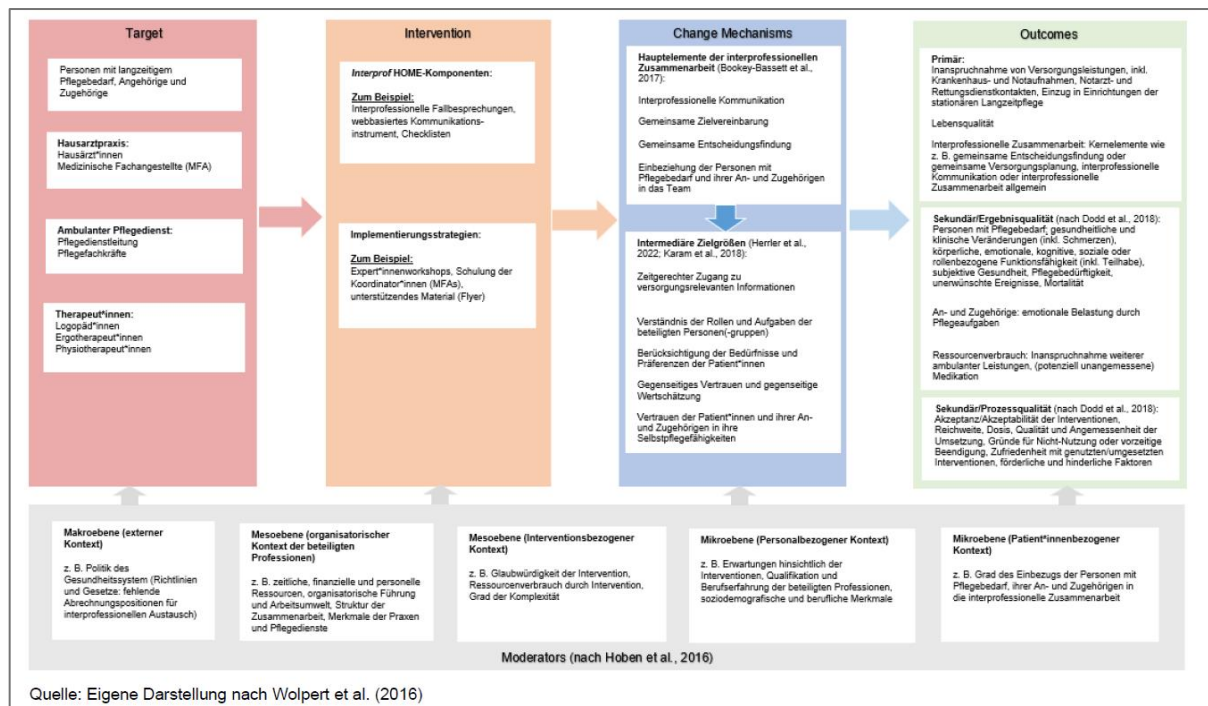 Target
Personen mit langzeitigem
Pflegebedarf, Angehörige und
Zugehörige
Hausarztpraxis:
Hausärzt*innen
Medizinische Fachangestellte (MFA)
Ambulanter Pflegedienst:
Pflegedienstleitung
Pflegefachkräfte
Therapeut*innen:
Logopäd*innen
Ergotherapeut*innen
Physiotherapeut*innen
Intervention
Interprof HOME-Komponenten:
Zum Beispiel:
Interprofessionelle Fallbesprechungen,
webbasiertes Kommunikations-
instrument, Checklisten
Implementierungsstrategien:
Zum Beispiel:
Expert*innenworkshops, Schulung der
Koordinator*innen (MFAs),
unterstützendes Material (Flyer)
Change Mechanisms
Hauptelemente der interprofessionellen
Zusammenarbeit (Bookey-Bassett et al.,
2017):
Interprofessionelle Kommunikation
Gemeinsame Zielvereinbarung
Gemeinsame Entscheidungsfindung
Einbeziehung der Personen mit
Pflegebedarf und ihrer An- und Zugehörigen
in das Team
Intermediäre Zielgrößen (Herrler et al.,
2022; Karam et al., 2018):
Zeitgerechter Zugang zu
versorgungsrelevanten Informationen
Verständnis der Rollen und Aufgaben der
beteiligten Personen(-gruppen)
Berücksichtigung der Bedürfnisse und
Präferenzen der Patient*innen
Gegenseitiges Vertrauen und gegenseitige
Wertschätzung
Vertrauen der Patient*innen und ihrer An-
und Zugehörigen in ihre
Selbstpflegefähigkeiten
Outcomes
Primär:
Inanspruchnahme von Versorgungsleistungen, inkl.
Krankenhaus- und Notaufnahmen, Notarzt- und
Rettungsdienstkontakten, Einzug in Einrichtungen der
stationären Langzeitpflege
Lebensqualität
Interprofessionelle Zusammenarbeit: Kernelemente wie
z. B. gemeinsame Entscheidungsfindung oder
gemeinsame Versorgungsplanung, interprofessionelle
Kommunikation oder interprofessionelle
Zusammenarbeit allgemein
Sekundär/Ergebnisqualität (nach Dodd et al., 2018):
Personen mit Pflegebedarf; gesundheitliche und
klinische Veränderungen (inkl. Schmerzen),
körperliche, emotionale, kognitive, soziale oder
rollenbezogene Funktionsfähigkeit (inkl. Teilhabe),
subjektive Gesundheit, Pflegebedürftigkeit,
unerwünschte Ereignisse, Mortalität
An- und Zugehörige: emotionale Belastung durch
Pflegeaufgaben
Ressourcenverbrauch: Inanspruchnahme weiterer
ambulanter Leistungen, (potenziell unangemessene)
Medikation
Sekundär/Prozessqualität (nach Dodd et al., 2018):
Akzeptanz/Akzeptabilität der Interventionen,
Reichweite, Dosis, Qualität und Angemessenheit der
Umsetzung, Gründe für Nicht-Nutzung oder vorzeitige
Beendigung, Zufriedenheit mit genutzten/umgesetzten
Interventionen, förderliche und hinderliche Faktoren
Makroebene (externer
Kontext)
z. B. Politik des
Gesundheitssystem (Richtlinien
und Gesetze: fehlende
Abrechnungspositionen für
interprofessionellen Austausch)
Mesoebene (organisatorischer
Kontext der beteiligten
Professionen)
z. B. zeitliche, finanzielle und personelle
Ressourcen, organisatorische Führung
und Arbeitsumwelt, Struktur der
Zusammenarbeit, Merkmale der Praxen
und Pflegedienste
Mesoebene (Interventionsbezogener
Kontext)
z. B. Glaubwürdigkeit der Intervention,
Ressourcenverbrauch durch Intervention,
Grad der Komplexität
Mikroebene (Personalbezogener Kontext)
z. B. Erwartungen hinsichtlich der
Interventionen, Qualifikation und
Berufserfahrung der beteiligten Professionen,
soziodemografische und berufliche Merkmale
Mikroebene (Patient*innenbezogener
Kontext)
z. B. Grad des Einbezugs der Personen mit
Pflegebedarf, ihrer An- und Zugehörigen in
die interprofessionelle Zusammenarbeit
Moderators (nach Hoben et al., 2016)
Quelle: Eigene Darstellung nach Wolpert et al. (2016)